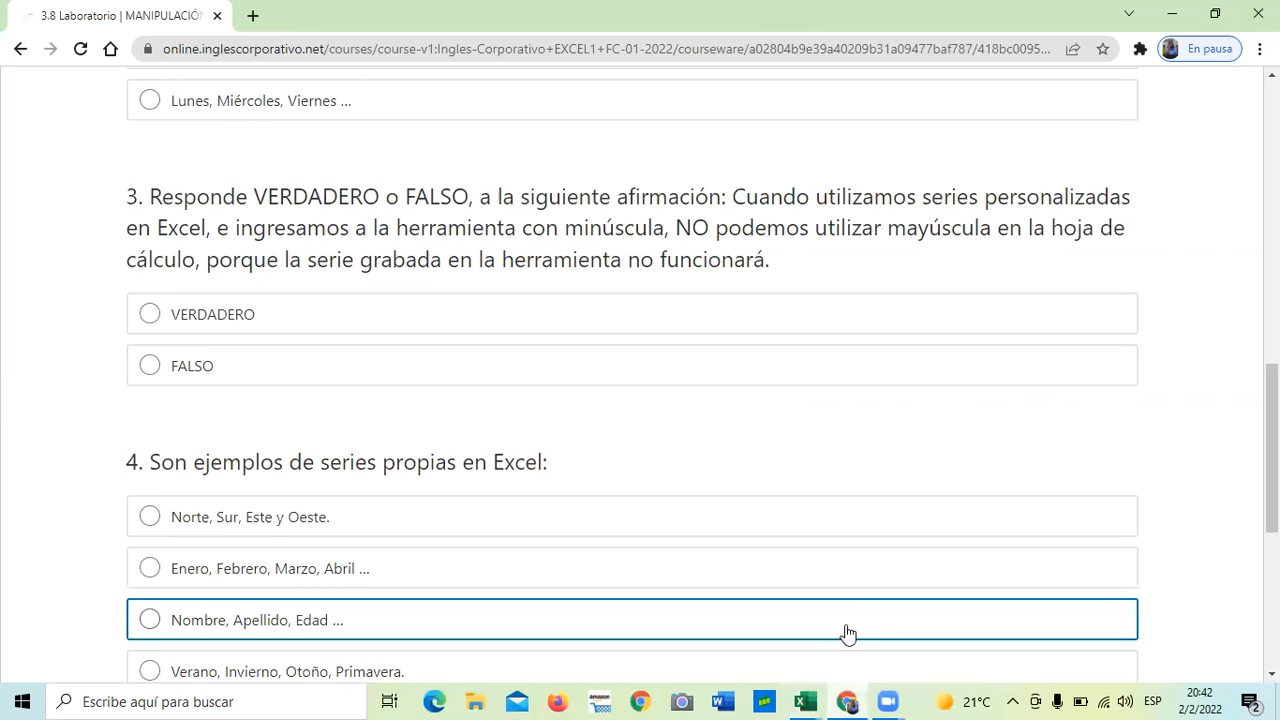 3.8 Laboratorio | MANIPULACIÓN
online.inglescorporativo.net/courses/course-v1:Ingles-Corporativo+EXCEL1+FC-01-2022/courseware/a02804b9e39a40209b31a09477baf787/418bc0095...
En pausa
Lunes, Miércoles, Viernes ...
3. Responde VERDADERO o FALSO, a la siguiente afirmación: Cuando utilizamos series personalizadas
en Excel, e ingresamos a la herramienta con minúscula, NO podemos utilizar mayúscula en la hoja de
cálculo, porque la serie grabada en la herramienta no funcionará.
VERDADERO
FALSO
4. Son ejemplos de series propias en Excel:
Norte, Sur, Este y Oeste.
Enero, Febrero, Marzo, Abril ...
Nombre, Apellido, Edad ...
Verano, Invierno, Otoño, Primavera.
Escribe aquí para buscar
amazon
21°C
ESP
20:42
2/2/2022
2